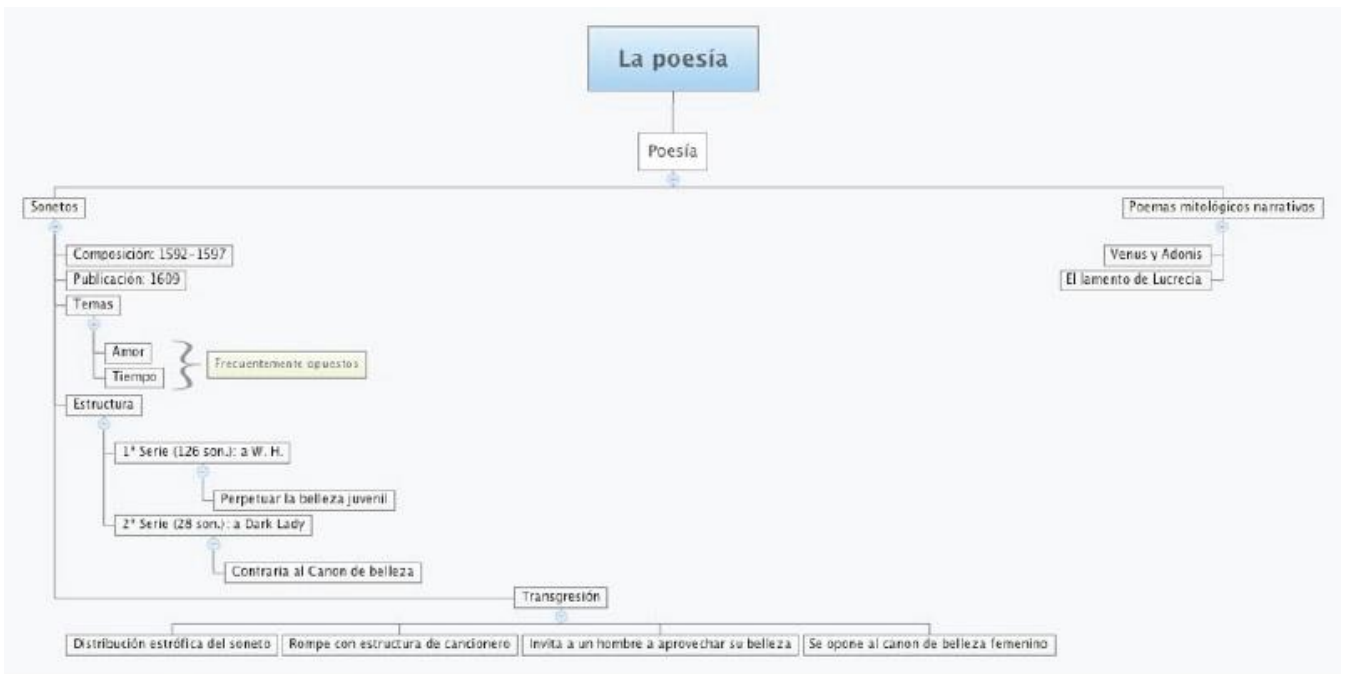 La poesía
Poesía
Sonetos
Composición: 1592-1597
Publicación: 1609
Temas
Amor
Tiempo
Frecuentemente opuestos
Estructura
1ª Serie (126 son.): a W. H.
Perpetuar la belleza juvenil
2ª Serie (28 son.): a Dark Lady
Contraria al Canon de belleza
Transgresión
Distribución estrófica del soneto
Rompe con estructura de cancionero
Invita a un hombre a aprovechar su belleza
Se opone al canon de belleza femenino
Poemas mitológicos narrativos
Venus y Adonis
El lamento de Lucrecia